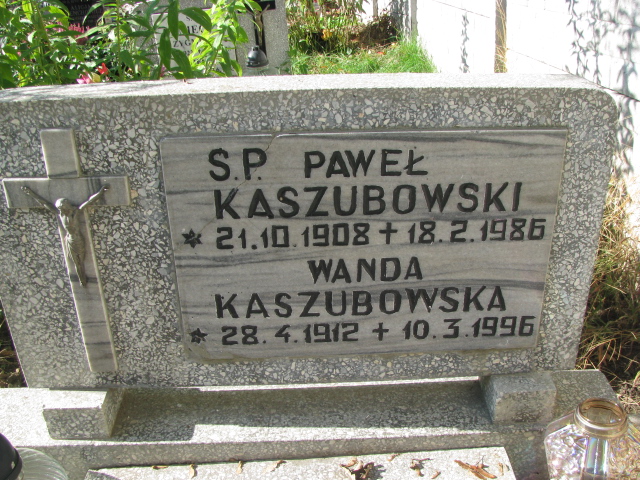 Ś.P. PAWEŁ
KASZUBOWSKI
* 21.10.1908 + 18.2.1986
WANDA
KASZUBOWSKA
* 28.4.1912 + 10.3.1996